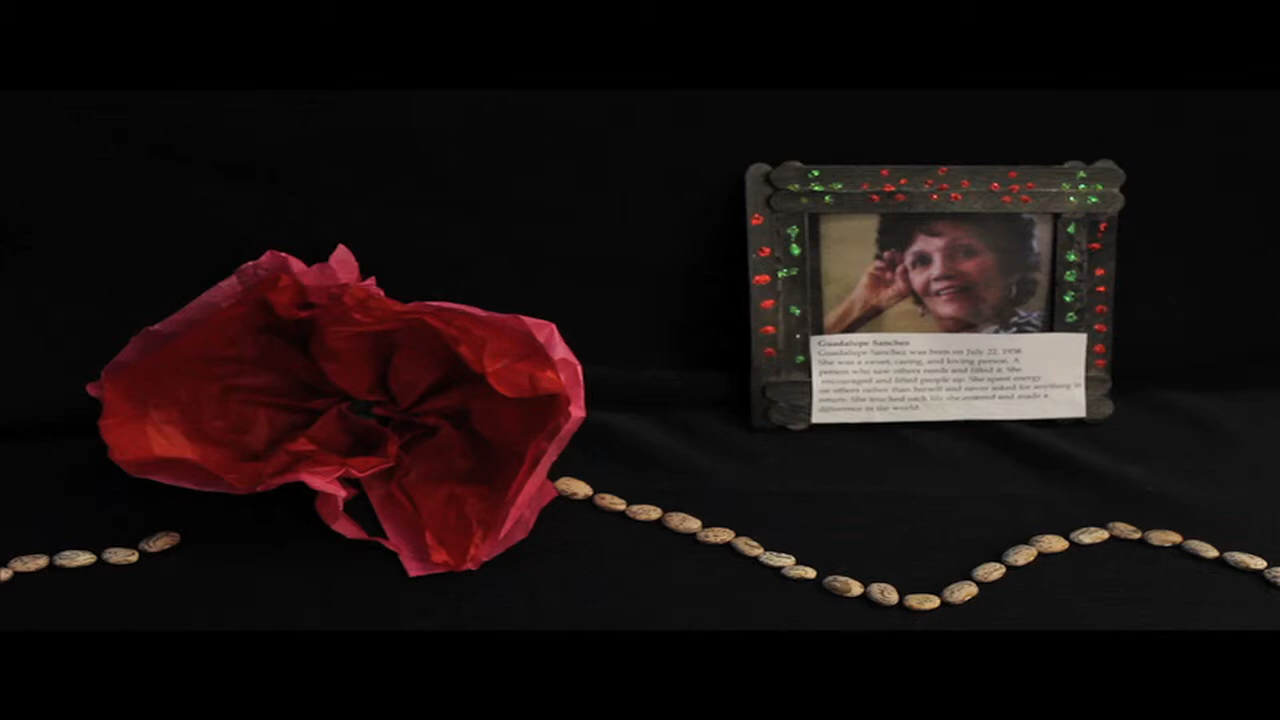 Guadalupe Sanchez
Guadalupe Sanchez was born on July 22, 1938
She was a sweet, caring, and loving person. A
person who saw others needs and filled it. She
encouraged and lifted people up. She spent energy
on others rather than herself and never asked for anything in
return. She touched each life she entered and made a
difference in the world.